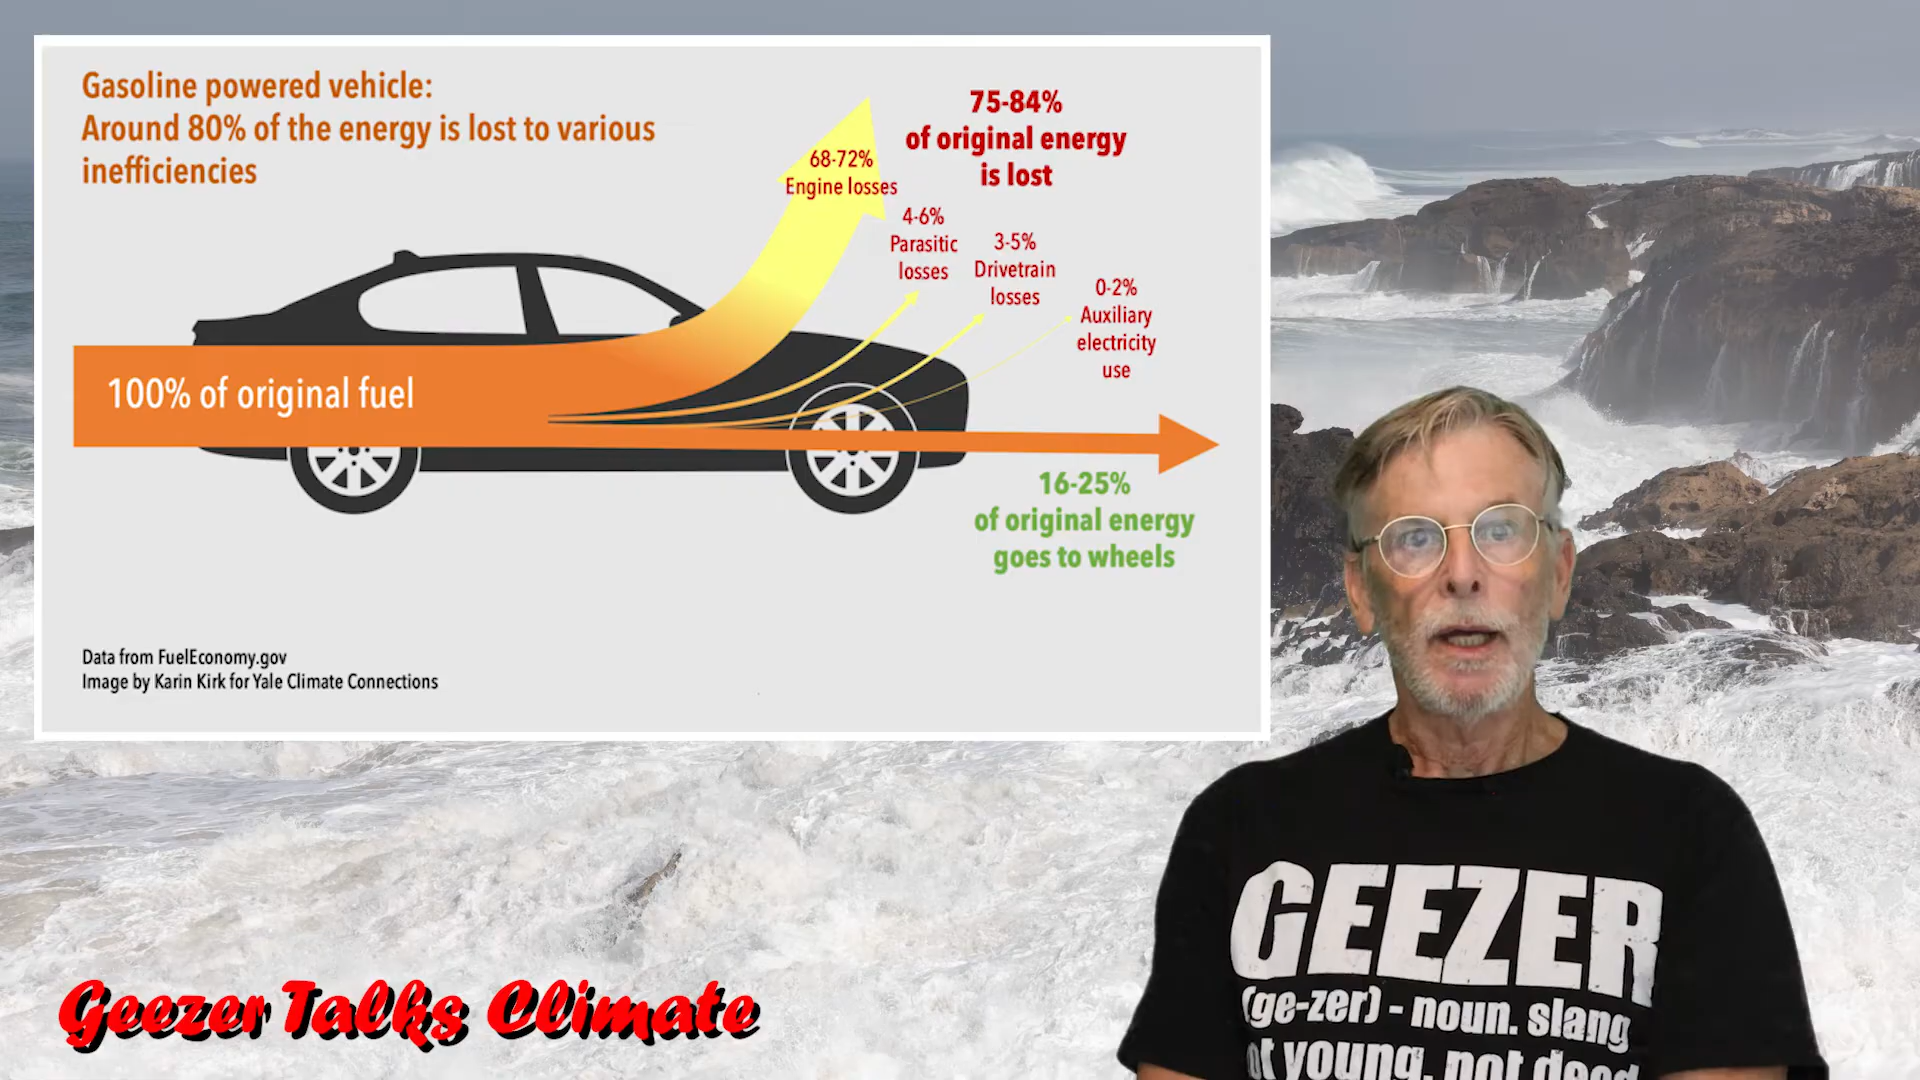 Gasoline powered vehicle:
Around 80% of the energy is lost to various
inefficiencies
75-84%
of original energy
is lost
68-72%
Engine losses
4-6%
Parasitic
losses
3-5%
Drivetrain
losses
0-2%
Auxiliary
electricity
use
100% of original fuel
16-25%
of original energy
goes to wheels
Data from FuelEconomy.gov
Image by Karin Kirk for Yale Climate Connections
Geezer Talks Climate
GEEZER
(ge-zer) - noun. slang
young, not dead